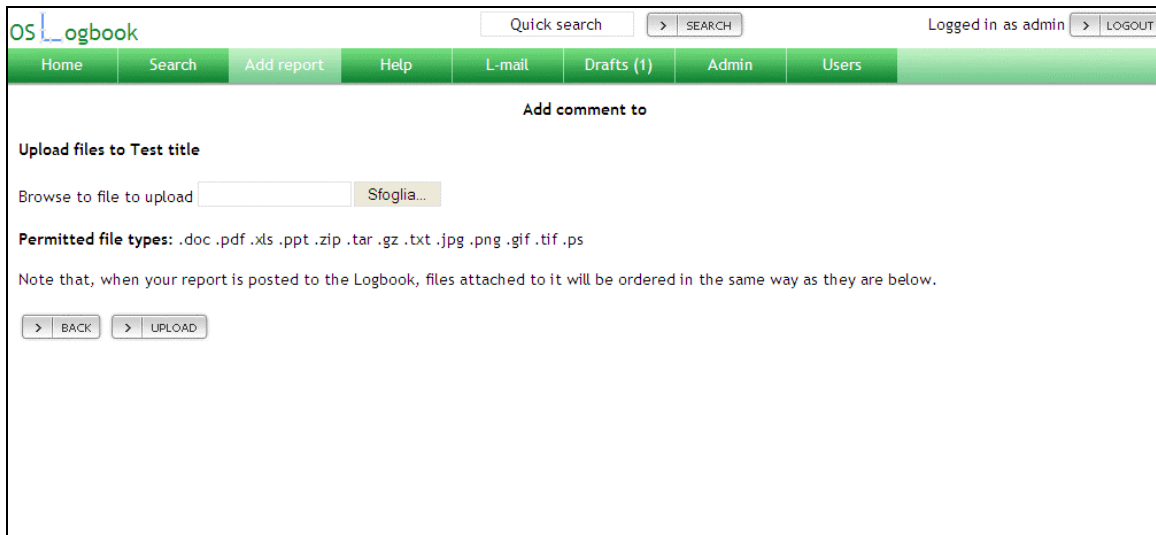 OS Logbook Quick search > SEARCH Logged in as admin > LOGOUT
Home Search Add report Help L-mail Drafts (1) Admin Users
Add comment to
Upload files to Test title
Browse to file to upload Sfoglia...
Permitted file types: .doc .pdf .xls .ppt .zip .tar .gz .txt .jpg .png .gif .tif .ps
Note that, when your report is posted to the Logbook, files attached to it will be ordered in the same way as they are below.
> BACK > UPLOAD